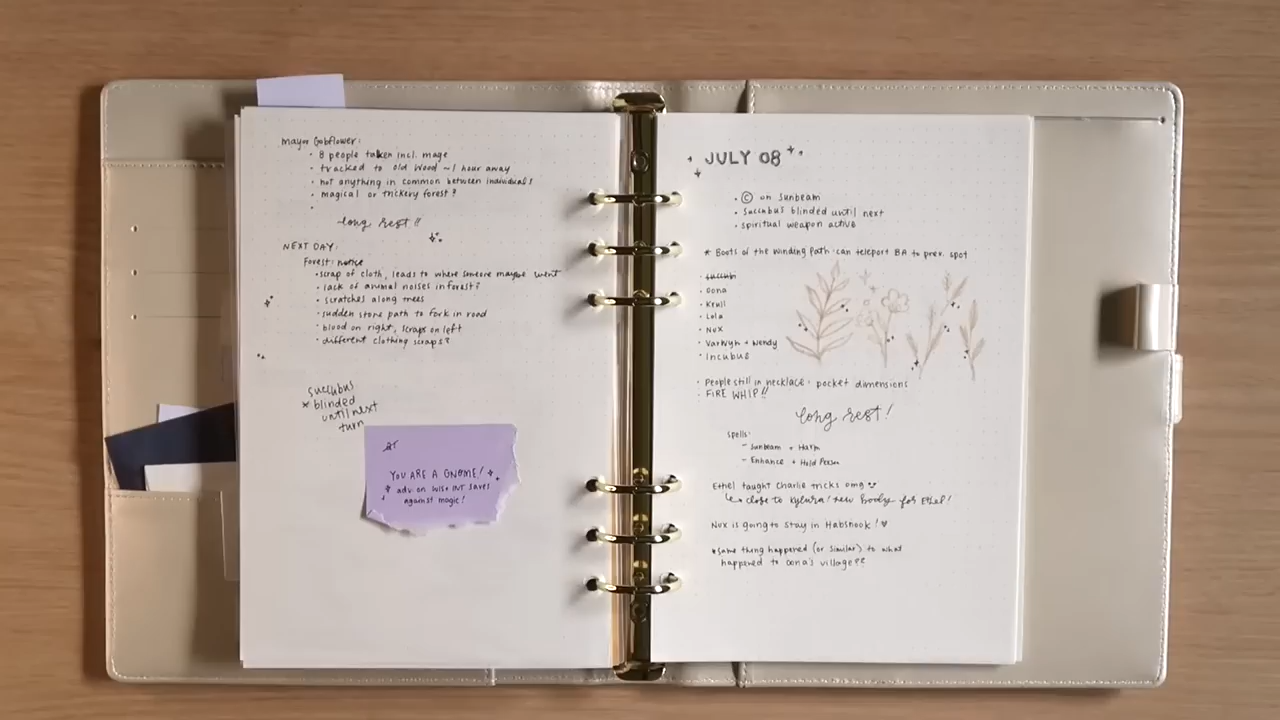 Mayor Gobflower:
• 8 people taken incl. mage
• tracked to Old Wood ~1 hour away
• not anything in common between individuals
• magical or trickery forest?
•
long rest!!
NEXT DAY:
Forest: notice
• scrap of cloth, leads to where someone maybe went
• lack of animal noises in forest?
• scratches along trees
• sudden stone path to fork in road
• blood on right, scraps on left
• different clothing scraps?
succubus
* blinded
until next
turn
YOU ARE A GNOME!
* adv. on WIS + INT saves
against magic!
JULY 08
• © on Sunbeam
• succubus blinded until next
• spiritual weapon active
* Boots of the Winding Path: can teleport BA to prev. spot
• succub
• Oona
• Krull
• Lola
• Nux
• Varwyn + Wendy
• Incubus
• People still in necklace: pocket dimensions
• FIRE WHIP!!
long rest!
Spells:
- Sunbeam + Harm
- Enhance + Hold Person
Ethel taught Charlie tricks omg
↳ close to Kylura! new body for Ethel!
Nux is going to stay in Habsnook! ♥
* same thing happened (or similar) to what
happened to Oona's village??